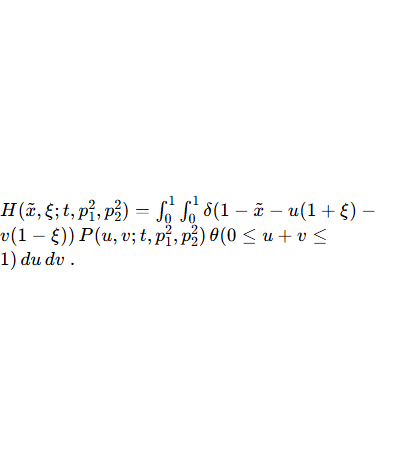 H(x̃, ξ; t, p₁², p₂²) = ∫₀¹ ∫₀¹ δ(1 − x̃ − u(1 + ξ) −
v(1 − ξ)) P(u, v; t, p₁², p₂²) θ(0 ≤ u + v ≤
1) du dv .